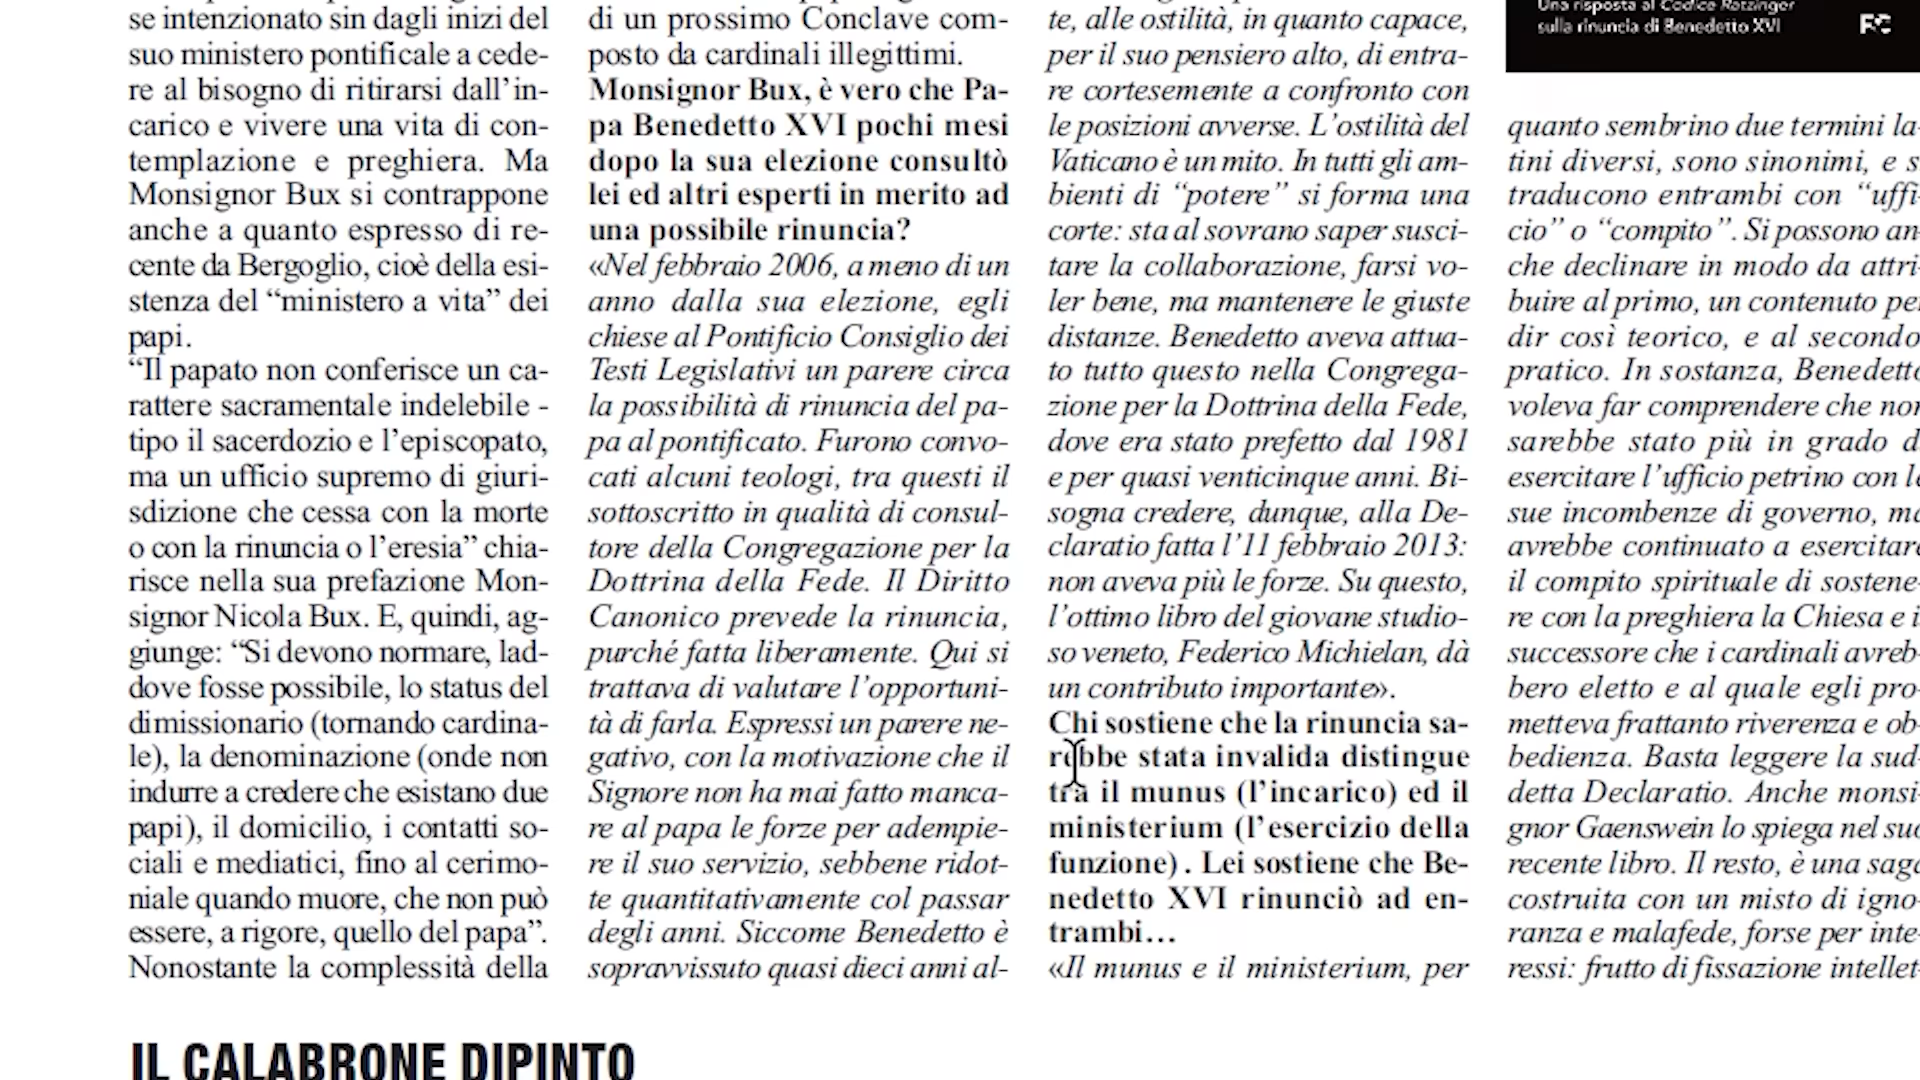 se intenzionato sin dagli inizi del
suo ministero pontificale a cede-
re al bisogno di ritirarsi dall’in-
carico e vivere una vita di con-
templazione e preghiera. Ma
Monsignor Bux si contrappone
anche a quanto espresso di re-
cente da Bergoglio, cioè della esi-
stenza del “ministero a vita” dei
papi.
“Il papato non conferisce un ca-
rattere sacramentale indelebile -
tipo il sacerdozio e l’episcopato,
ma un ufficio supremo di giuri-
sdizione che cessa con la morte
o con la rinuncia o l’eresia” chia-
risce nella sua prefazione Mon-
signor Nicola Bux. E, quindi, ag-
giunge: “Si devono normare, lad-
dove fosse possibile, lo status del
dimissionario (tornando cardina-
le), la denominazione (onde non
indurre a credere che esistano due
papi), il domicilio, i contatti so-
ciali e mediatici, fino al cerimo-
niale quando muore, che non può
essere, a rigore, quello del papa”.
Nonostante la complessità della
di un prossimo Conclave com-
posto da cardinali illegittimi.
Monsignor Bux, è vero che Pa-
pa Benedetto XVI pochi mesi
dopo la sua elezione consultò
lei ed altri esperti in merito ad
una possibile rinuncia?
«Nel febbraio 2006, a meno di un
anno dalla sua elezione, egli
chiese al Pontificio Consiglio dei
Testi Legislativi un parere circa
la possibilità di rinuncia del pa-
pa al pontificato. Furono convo-
cati alcuni teologi, tra questi il
sottoscritto in qualità di consul-
tore della Congregazione per la
Dottrina della Fede. Il Diritto
Canonico prevede la rinuncia,
purché fatta liberamente. Qui si
trattava di valutare l’opportuni-
tà di farla. Espressi un parere ne-
gativo, con la motivazione che il
Signore non ha mai fatto manca-
re al papa le forze per adempie-
re il suo servizio, sebbene ridot-
te quantitativamente col passar
degli anni. Siccome Benedetto è
sopravvissuto quasi dieci anni al-
te, alle ostilità, in quanto capace,
per il suo pensiero alto, di entra-
re cortesemente a confronto con
le posizioni avverse. L’ostilità del
Vaticano è un mito. In tutti gli am-
bienti di “potere” si forma una
corte: sta al sovrano saper susci-
tare la collaborazione, farsi vo-
ler bene, ma mantenere le giuste
distanze. Benedetto aveva attua-
to tutto questo nella Congrega-
zione per la Dottrina della Fede,
dove era stato prefetto dal 1981
e per quasi venticinque anni. Bi-
sogna credere, dunque, alla De-
claratio fatta l’11 febbraio 2013:
non aveva più le forze. Su questo,
l’ottimo libro del giovane studio-
so veneto, Federico Michielan, dà
un contributo importante».
Chi sostiene che la rinuncia sa-
rebbe stata invalida distingue
tra il munus (l’incarico) ed il
ministerium (l’esercizio della
funzione). Lei sostiene che Be-
nedetto XVI rinunciò ad en-
trambi…
«Il munus e il ministerium, per
Una risposta al Codice Ratzinger
sulla rinuncia di Benedetto XVI
quanto sembrino due termini la-
tini diversi, sono sinonimi, e s
traducono entrambi con “uffi-
cio” o “compito”. Si possono an-
che declinare in modo da attri-
buire al primo, un contenuto per
dir così teorico, e al secondo
pratico. In sostanza, Benedetto
voleva far comprendere che non
sarebbe stato più in grado d
esercitare l’ufficio petrino con le
sue incombenze di governo, ma
avrebbe continuato a esercitare
il compito spirituale di sostene-
re con la preghiera la Chiesa e i
successore che i cardinali avreb-
bero eletto e al quale egli pro-
metteva frattanto riverenza e ob-
bedienza. Basta leggere la sud-
detta Declaratio. Anche monsi-
gnor Gaenswein lo spiega nel suo
recente libro. Il resto, è una saga
costruita con un misto di igno-
ranza e malafede, forse per inte-
ressi: frutto di fissazione intellet-
IL CALABRONE DIPINTO